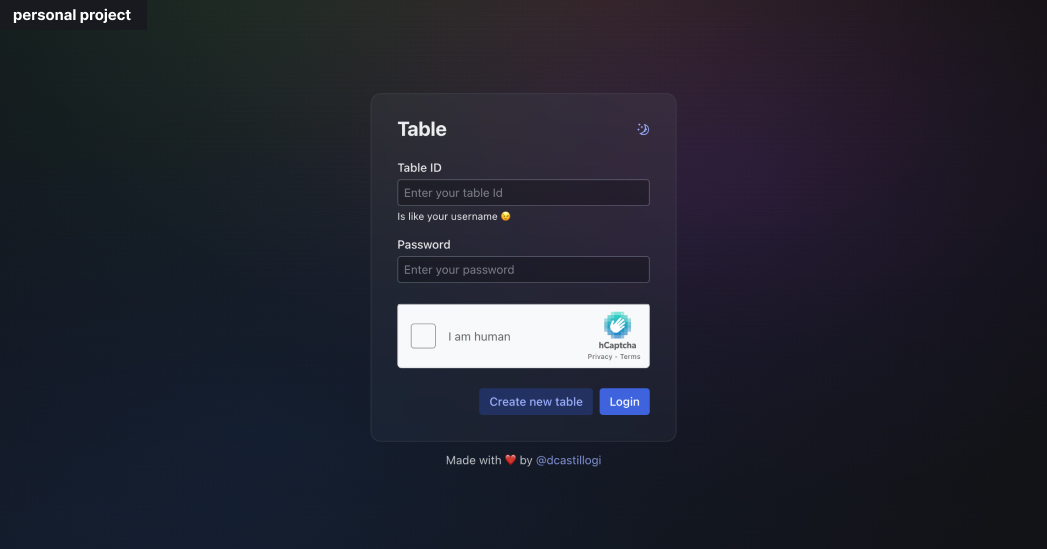 personal project
Table
Table ID
Enter your table Id
Is like your username 😉
Password
Enter your password
I am human
hCaptcha
Privacy - Terms
Create new table
Login
Made with ❤️ by @dcastillogi